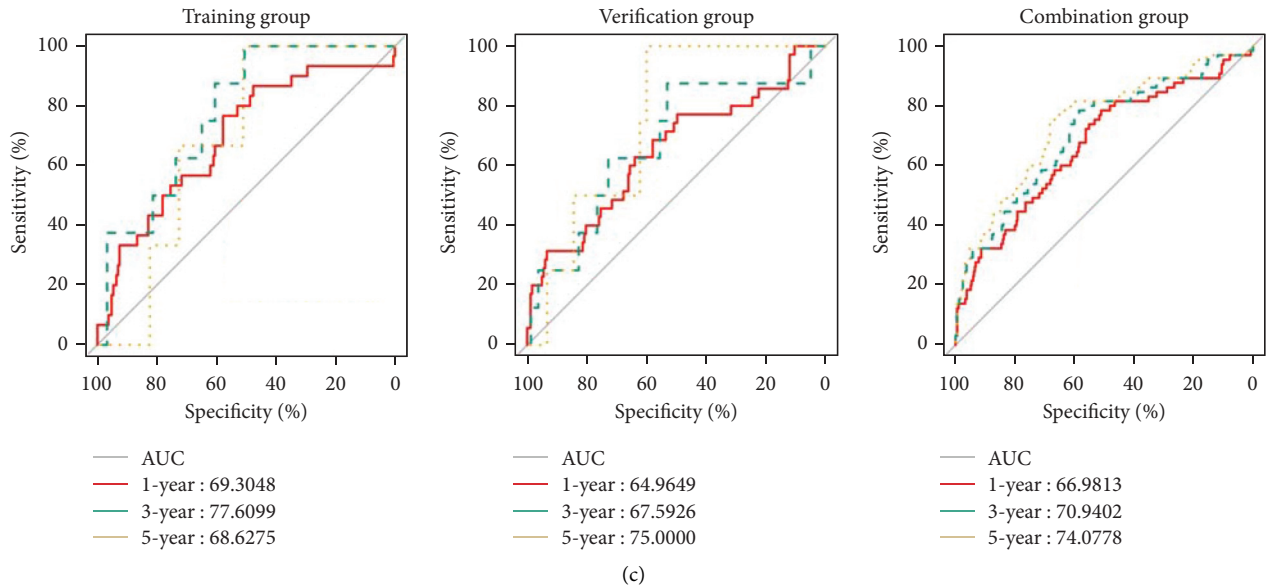 Training group
Verification group
Combination group
Sensitivity (%)
100
80
60
40
20
0
100 80 60 40 20 0
Specificity (%)
Sensitivity (%)
100
80
60
40
20
0
100 80 60 40 20 0
Specificity (%)
Sensitivity (%)
100
80
60
40
20
0
100 80 60 40 20 0
Specificity (%)
AUC
1-year : 69.3048
3-year : 77.6099
5-year : 68.6275
AUC
1-year : 64.9649
3-year : 67.5926
5-year : 75.0000
AUC
1-year : 66.9813
3-year : 70.9402
5-year : 74.0778
(c)